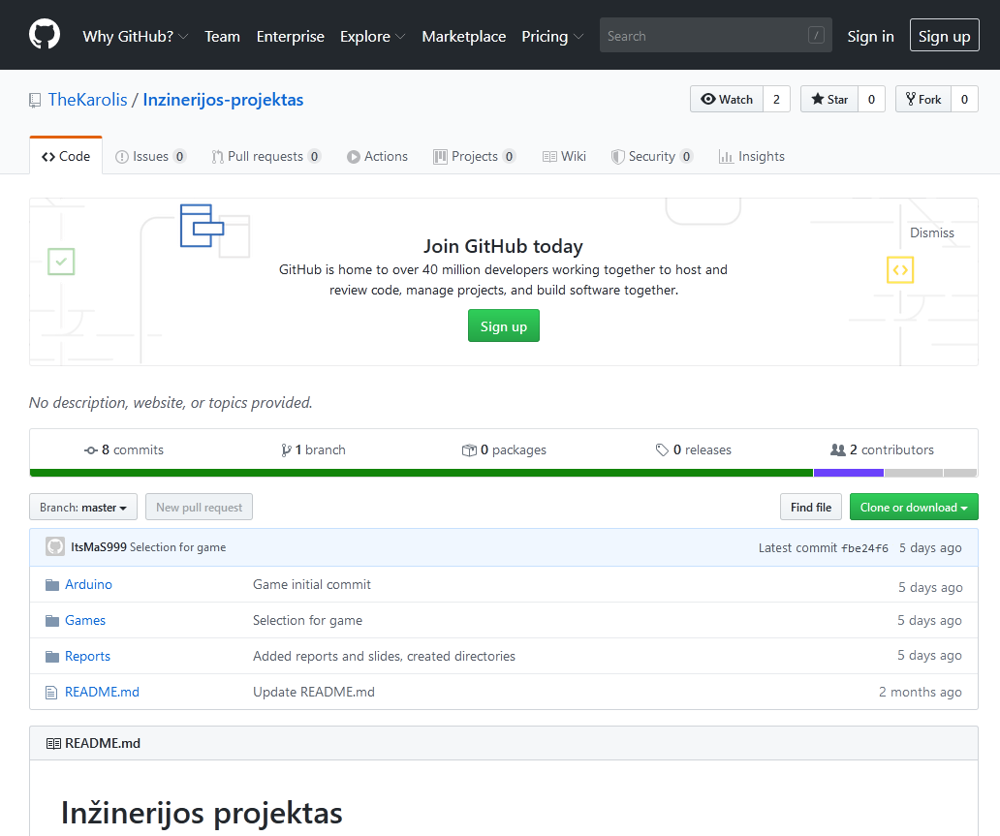 Why GitHub? Team Enterprise Explore Marketplace Pricing Search / Sign in Sign up
TheKarolis / Inzinerijos-projektas Watch 2 Star 0 Fork 0
Code Issues 0 Pull requests 0 Actions Projects 0 Wiki Security 0 Insights
Dismiss
Join GitHub today
GitHub is home to over 40 million developers working together to host and
review code, manage projects, and build software together.
Sign up
No description, website, or topics provided.
8 commits 1 branch 0 packages 0 releases 2 contributors
Branch: master New pull request Find file Clone or download
ItsMaS999 Selection for game Latest commit fbe24f6 5 days ago
Arduino Game initial commit 5 days ago
Games Selection for game 5 days ago
Reports Added reports and slides, created directories 5 days ago
README.md Update README.md 2 months ago
README.md
Inžinerijos projektas